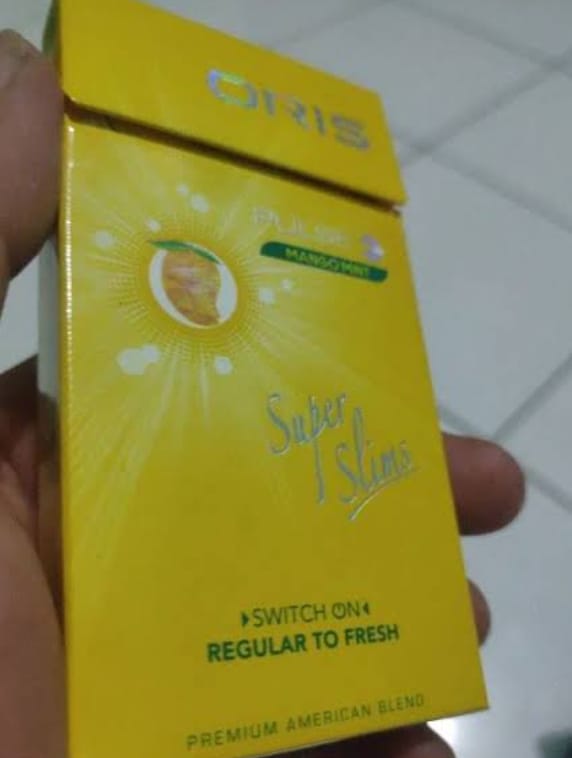 ORIS
PULSE
MANGO MINT
Super
Slims
SWITCH ON
REGULAR TO FRESH
PREMIUM AMERICAN BLEND